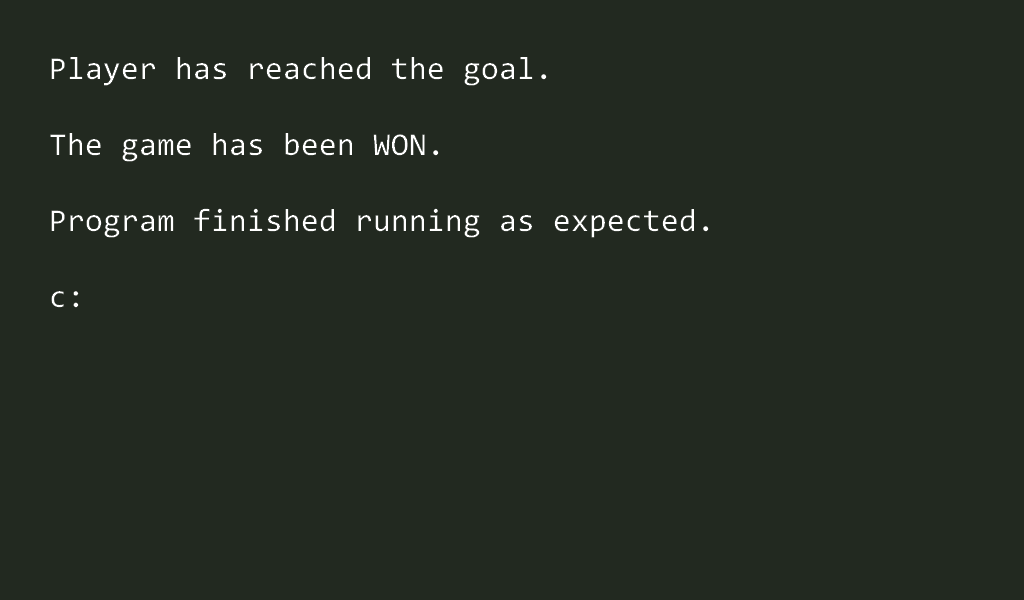 Player has reached the goal.
The game has been WON.
Program finished running as expected.
c: